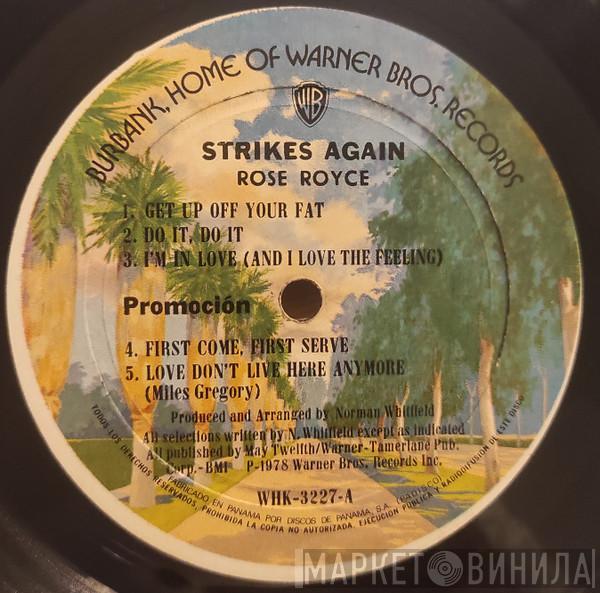 BURBANK, HOME OF WARNER BROS. RECORDS
WB
STRIKES AGAIN
ROSE ROYCE
1. GET UP OFF YOUR FAT
2. DO IT, DO IT
3. I'M IN LOVE (AND I LOVE THE FEELING)
Promoción
4. FIRST COME, FIRST SERVE
5. LOVE DON'T LIVE HERE ANYMORE
(Miles Gregory)
Produced and Arranged by Norman Whitfield
All selections written by N. Whitfield except as indicated
All published by May Twelfth/Warner-Tamerlane Pub.
Corp.-BMI P-1978 Warner Bros. Records Inc.
WHK-3227-A
FABRICADO EN PANAMA POR DISCOS DE PANAMA, S.A. (LADISCO)
TODOS LOS DERECHOS RESERVADOS, PROHIBIDA LA COPIA NO AUTORIZADA, EJECUCION PUBLICA Y RADIODIFUSION DE ESTE DISCO
МАРКЕТ ВИНИЛА